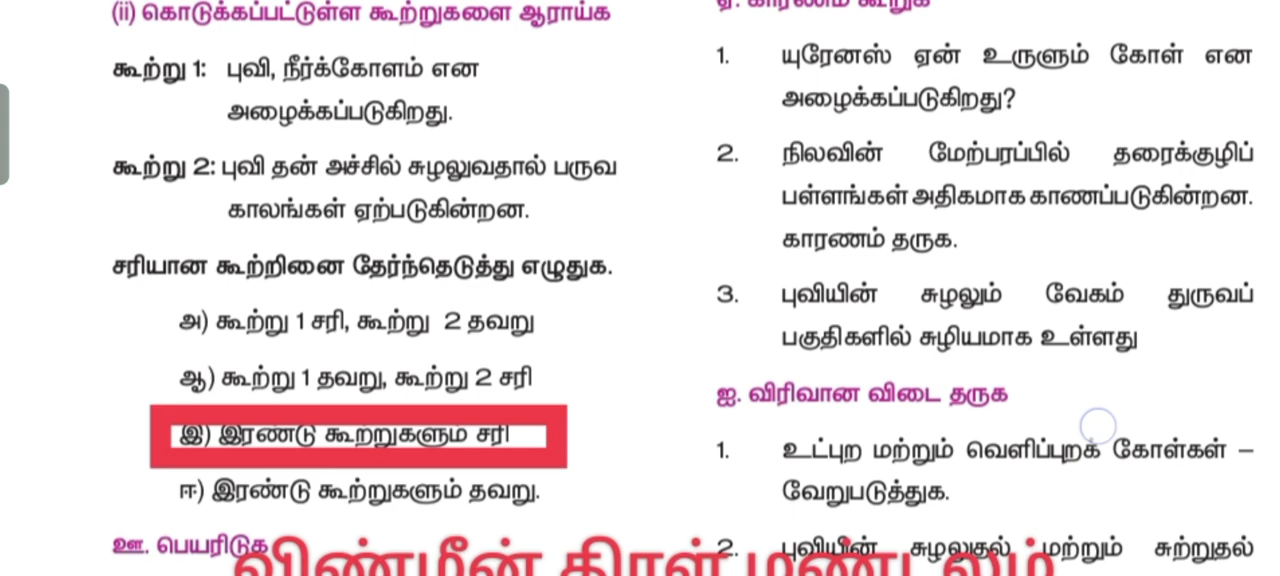 (ii) கொடுக்கப்பட்டுள்ள கூற்றுகளை ஆராய்க
கூற்று 1: புவி, நீர்க்கோளம் என
அழைக்கப்படுகிறது.
கூற்று 2: புவி தன் அச்சில் சுழலுவதால் பருவ
காலங்கள் ஏற்படுகின்றன.
சரியான கூற்றினை தேர்ந்தெடுத்து எழுதுக.
அ) கூற்று 1 சரி, கூற்று 2 தவறு
ஆ) கூற்று 1 தவறு, கூற்று 2 சரி
இ) இரண்டு கூற்றுகளும் சரி
ஈ) இரண்டு கூற்றுகளும் தவறு.
ஊ. பெயரிடுக
ஏ. காரணம் கூறுக
1. யுரேனஸ் ஏன் உருளும் கோள் என
அழைக்கப்படுகிறது?
2. நிலவின் மேற்பரப்பில் தரைக்குழிப்
பள்ளங்கள் அதிகமாக காணப்படுகின்றன.
காரணம் தருக.
3. புவியின் சுழலும் வேகம் துருவப்
பகுதிகளில் சுழியமாக உள்ளது
ஐ. விரிவான விடை தருக
1. உட்புற மற்றும் வெளிப்புறக் கோள்கள் –
வேறுபடுத்துக.
2. புவியின் சுழலுதல் மற்றும் சுற்றுதல்
விண்மீன் திரள் மண்டலம்